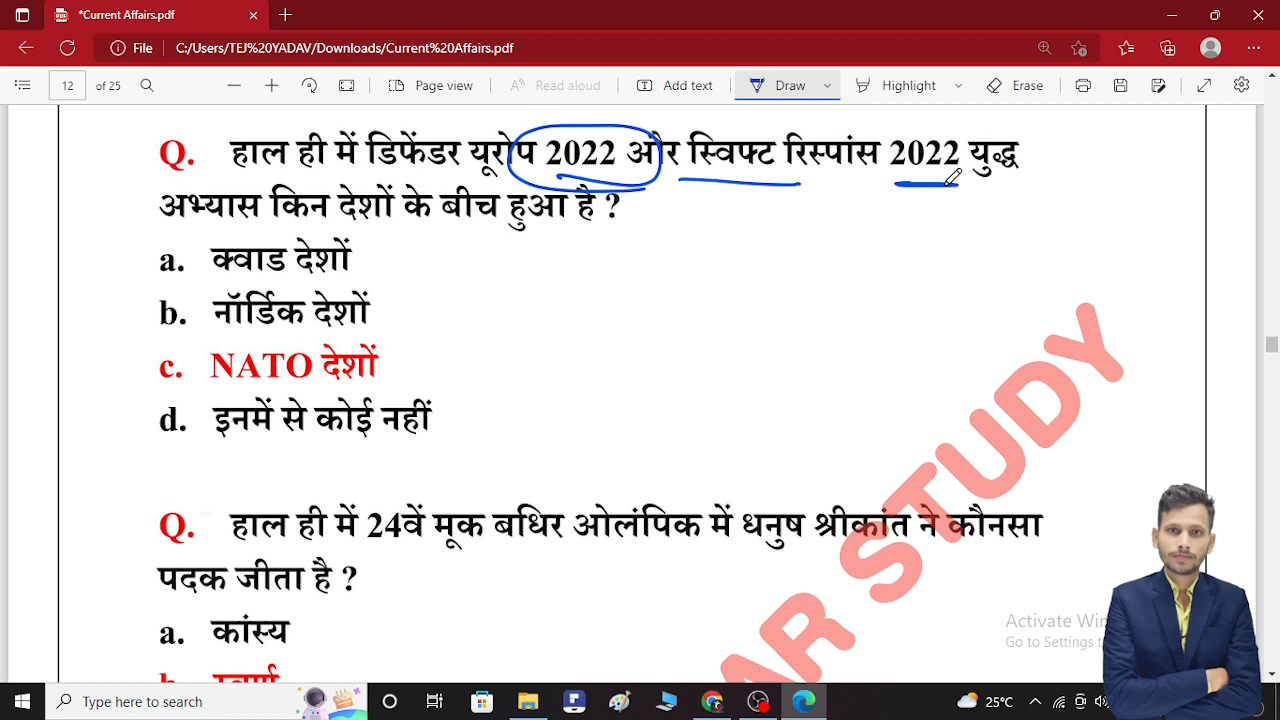 *Current Affairs.pdf
File C:/Users/TEJ%20YADAV/Downloads/Current%20Affairs.pdf
12 of 25 Page view Read aloud Add text Draw Highlight Erase
Q. हाल ही में डिफेंडर यूरोप 2022 और स्विफ्ट रिस्पांस 2022 युद्ध
अभ्यास किन देशों के बीच हुआ है ?
a. क्वाड देशों
b. नॉर्डिक देशों
c. NATO देशों
d. इनमें से कोई नहीं
Q. हाल ही में 24वें मूक बधिर ओलंपिक में धनुष श्रीकांत ने कौनसा
पदक जीता है ?
a. कांस्य
b. स्वर्ण
AR STUDY
Activate Win
Go to Settings t
Type here to search 25°C